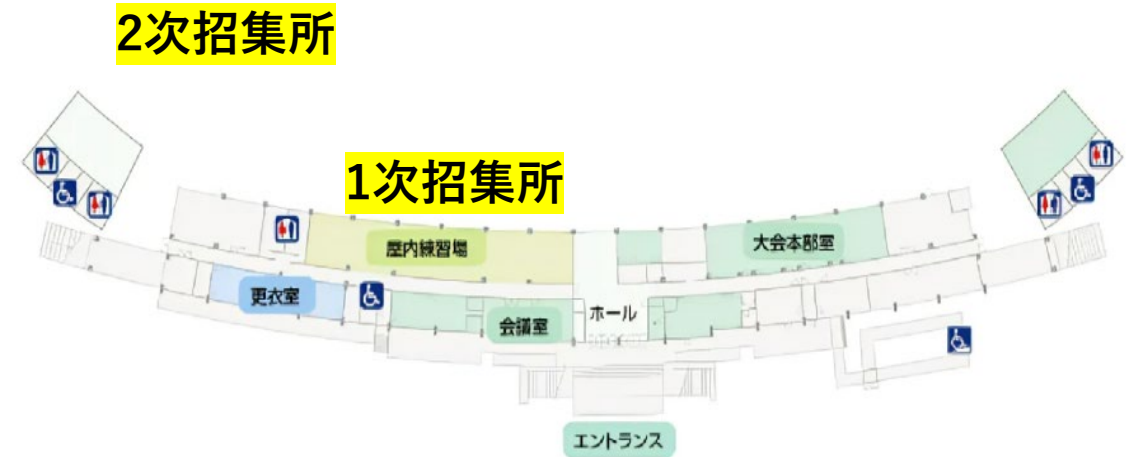 2次招集所
1次招集所
屋内練習場
大会本部室
更衣室
会議室
ホール
エントランス